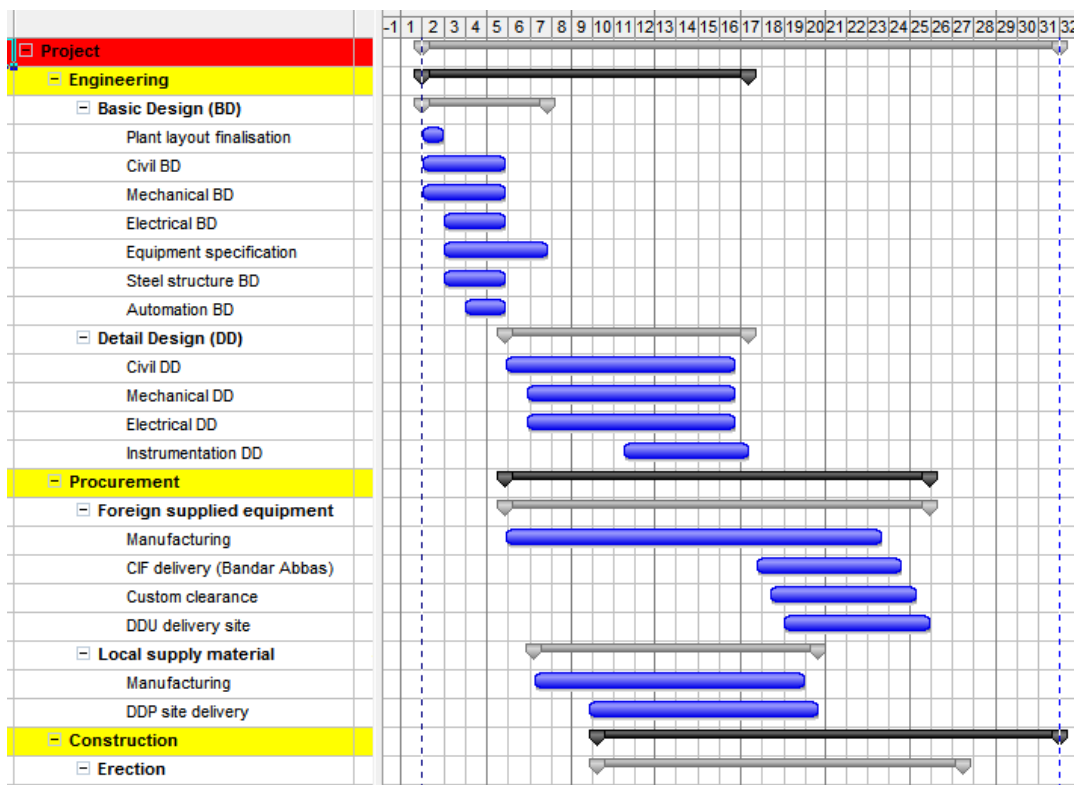 -1 1 2 3 4 5 6 7 8 9 10 11 12 13 14 15 16 17 18 19 20 21 22 23 24 25 26 27 28 29 30 31 32
Project
Engineering
Basic Design (BD)
Plant layout finalisation
Civil BD
Mechanical BD
Electrical BD
Equipment specification
Steel structure BD
Automation BD
Detail Design (DD)
Civil DD
Mechanical DD
Electrical DD
Instrumentation DD
Procurement
Foreign supplied equipment
Manufacturing
CIF delivery (Bandar Abbas)
Custom clearance
DDU delivery site
Local supply material
Manufacturing
DDP site delivery
Construction
Erection